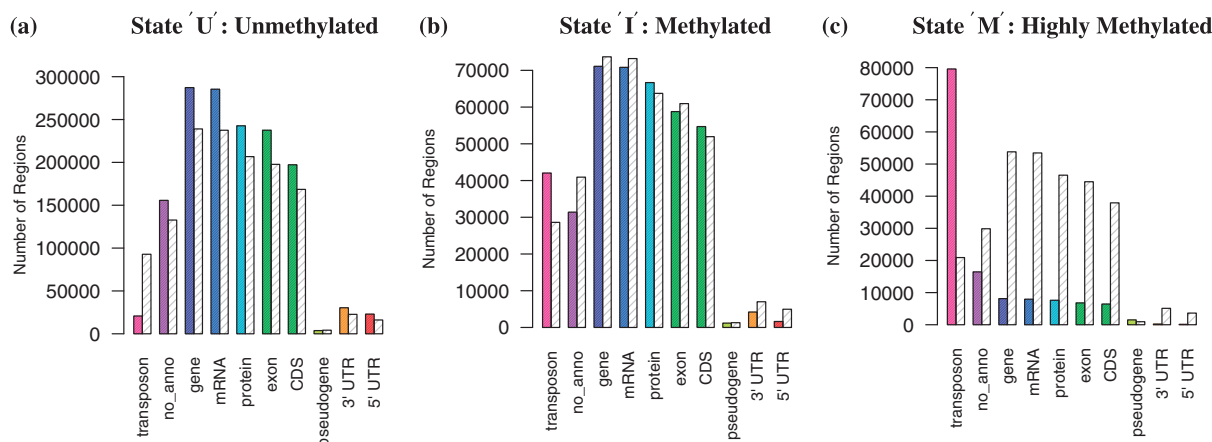 (a) State ′U′: Unmethylated
Number of Regions
300000
250000
200000
150000
100000
50000
0
transposon
no_anno
gene
mRNA
protein
exon
CDS
pseudogene
3' UTR
5' UTR
(b) State ′I′: Methylated
Number of Regions
70000
60000
50000
40000
30000
20000
10000
0
transposon
no_anno
gene
mRNA
protein
exon
CDS
pseudogene
3' UTR
5' UTR
(c) State ′M′: Highly Methylated
Number of Regions
80000
70000
60000
50000
40000
30000
20000
10000
0
transposon
no_anno
gene
mRNA
protein
exon
CDS
pseudogene
3' UTR
5' UTR